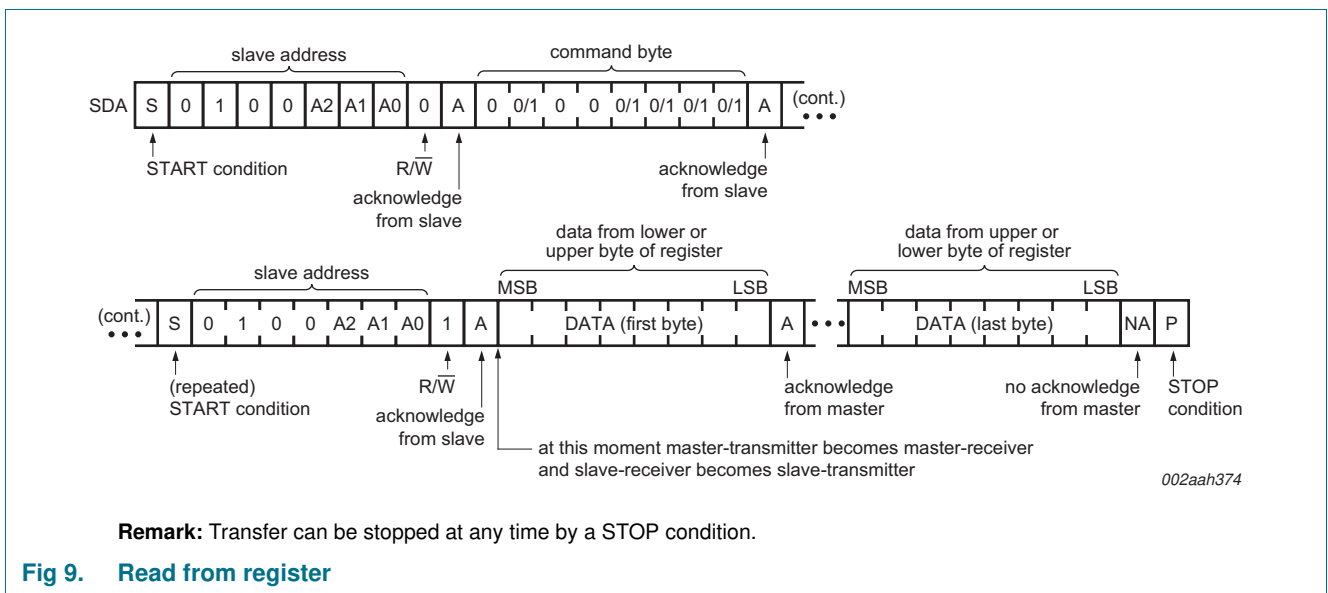 slave address command byte
SDA S 0 1 0 0 A2 A1 A0 0 A 0 0/1 0 0 0/1 0/1 0/1 0/1 A (cont.)
START condition R/W̅ acknowledge
acknowledge from slave
from slave
data from lower or data from upper or
upper byte of register lower byte of register
slave address
MSB LSB MSB LSB
(cont.) S 0 1 0 0 A2 A1 A0 1 A DATA (first byte) A DATA (last byte) NA P
(repeated) R/W̅ acknowledge no acknowledge STOP
START condition acknowledge from master from master condition
from slave
at this moment master-transmitter becomes master-receiver
and slave-receiver becomes slave-transmitter
002aah374
Remark: Transfer can be stopped at any time by a STOP condition.
Fig 9. Read from register